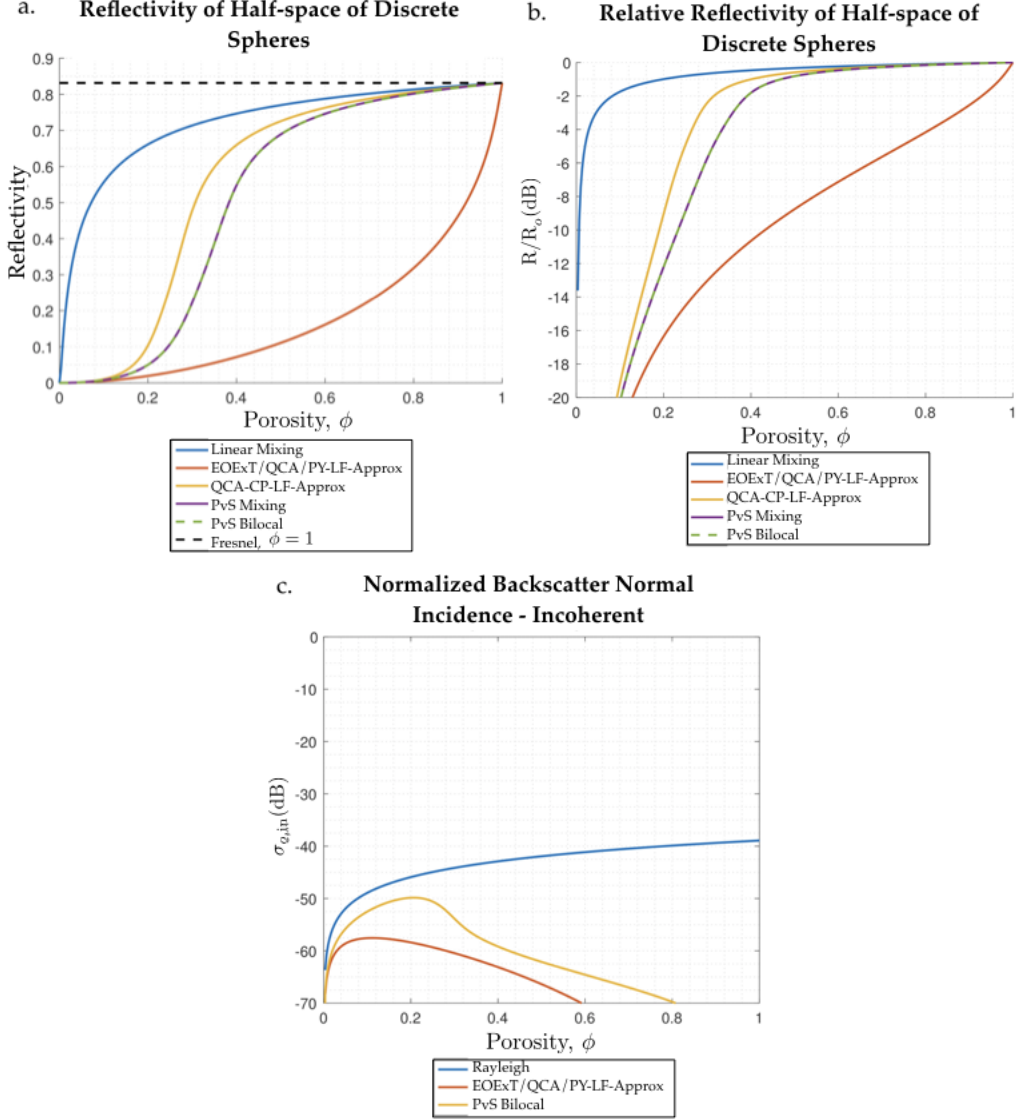 a.
Reflectivity of Half-space of Discrete
Spheres
0.9
0.8
0.7
0.6
0.5
0.4
0.3
0.2
0.1
0
Reflectivity
0
0.2
0.4
0.6
0.8
1
Porosity, ϕ
Linear Mixing
EOExT/QCA/PY-LF-Approx
QCA-CP-LF-Approx
PvS Mixing
PvS Bilocal
Fresnel, ϕ = 1
b.
Relative Reflectivity of Half-space of
Discrete Spheres
0
-2
-4
-6
-8
-10
-12
-14
-16
-18
-20
R/Rₒ(dB)
0
0.2
0.4
0.6
0.8
1
Porosity, ϕ
Linear Mixing
EOExT/QCA/PY-LF-Approx
QCA-CP-LF-Approx
PvS Mixing
PvS Bilocal
c.
Normalized Backscatter Normal
Incidence - Incoherent
0
-10
-20
-30
-40
-50
-60
-70
σQ,in(dB)
0
0.2
0.4
0.6
0.8
1
Porosity, ϕ
Rayleigh
EOExT/QCA/PY-LF-Approx
PvS Bilocal